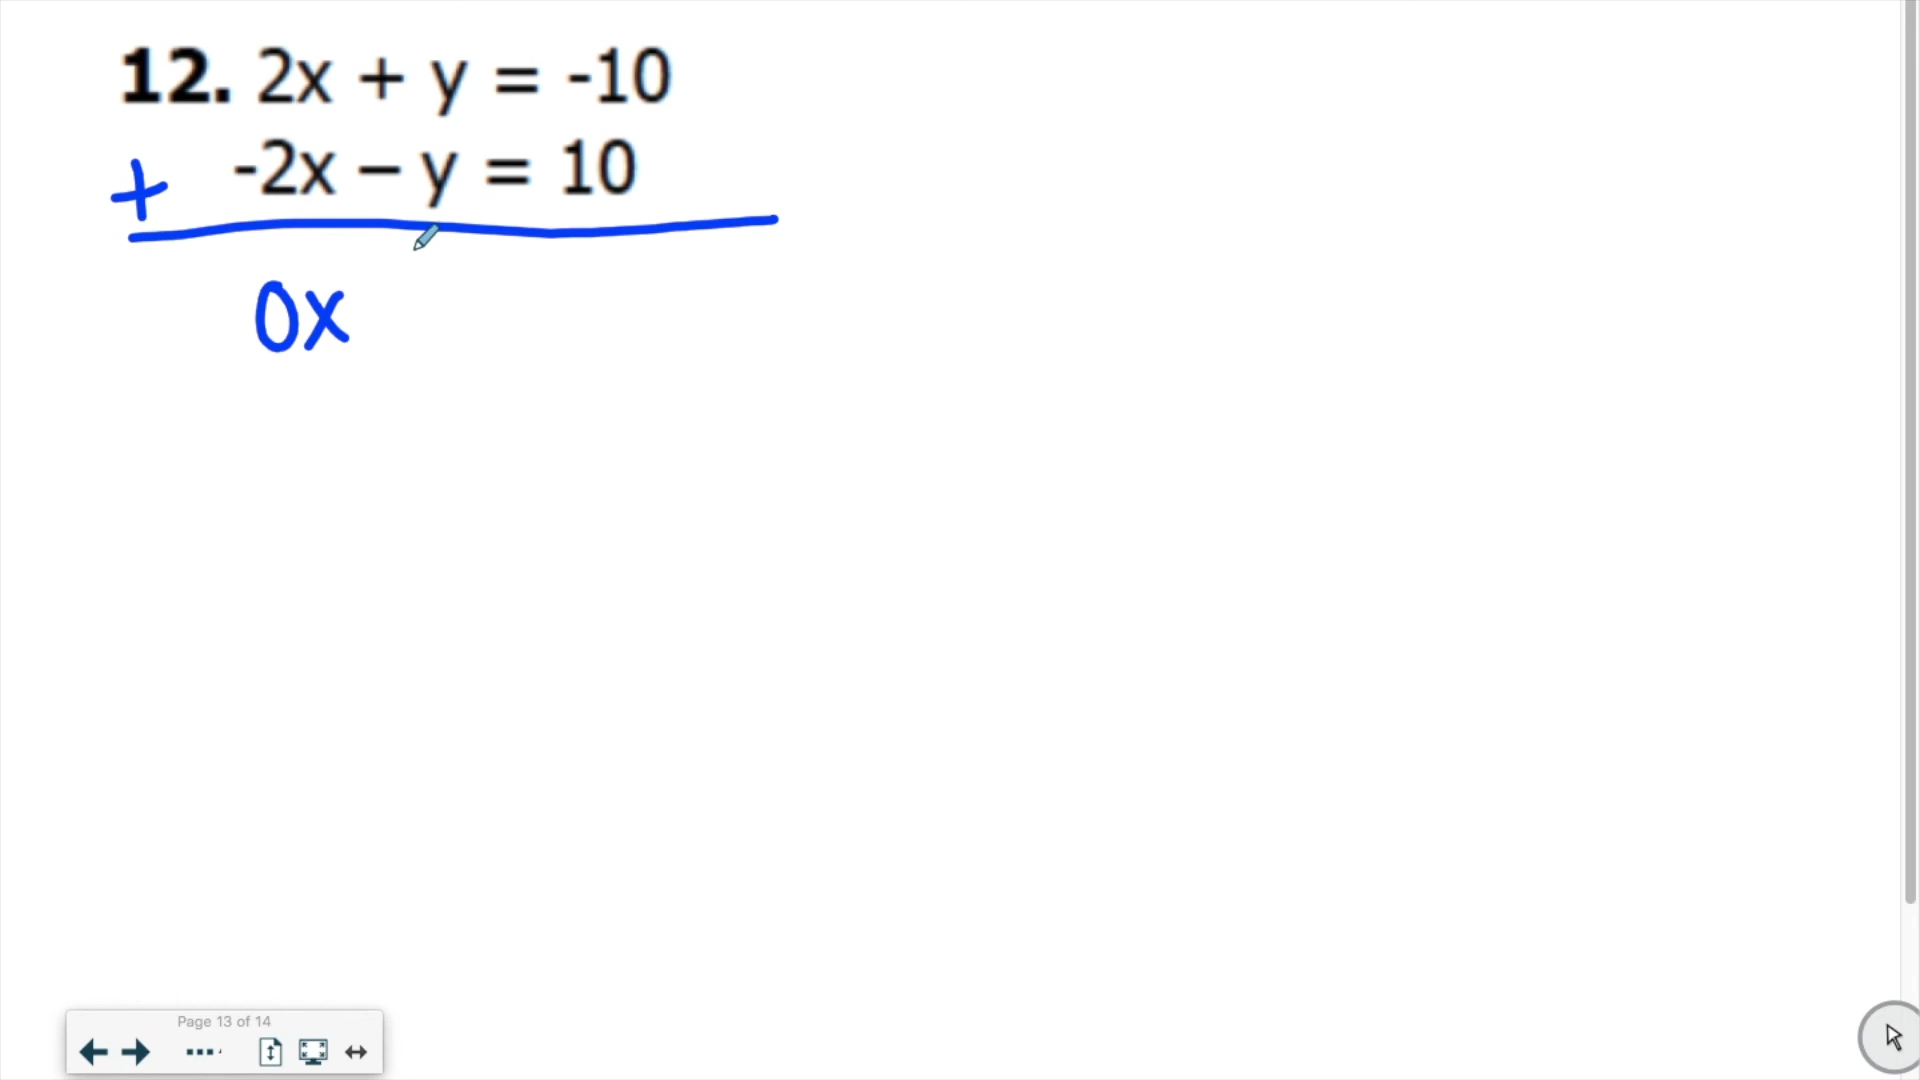 12. 2x + y = -10
+ -2x – y = 10
0x
Page 13 of 14